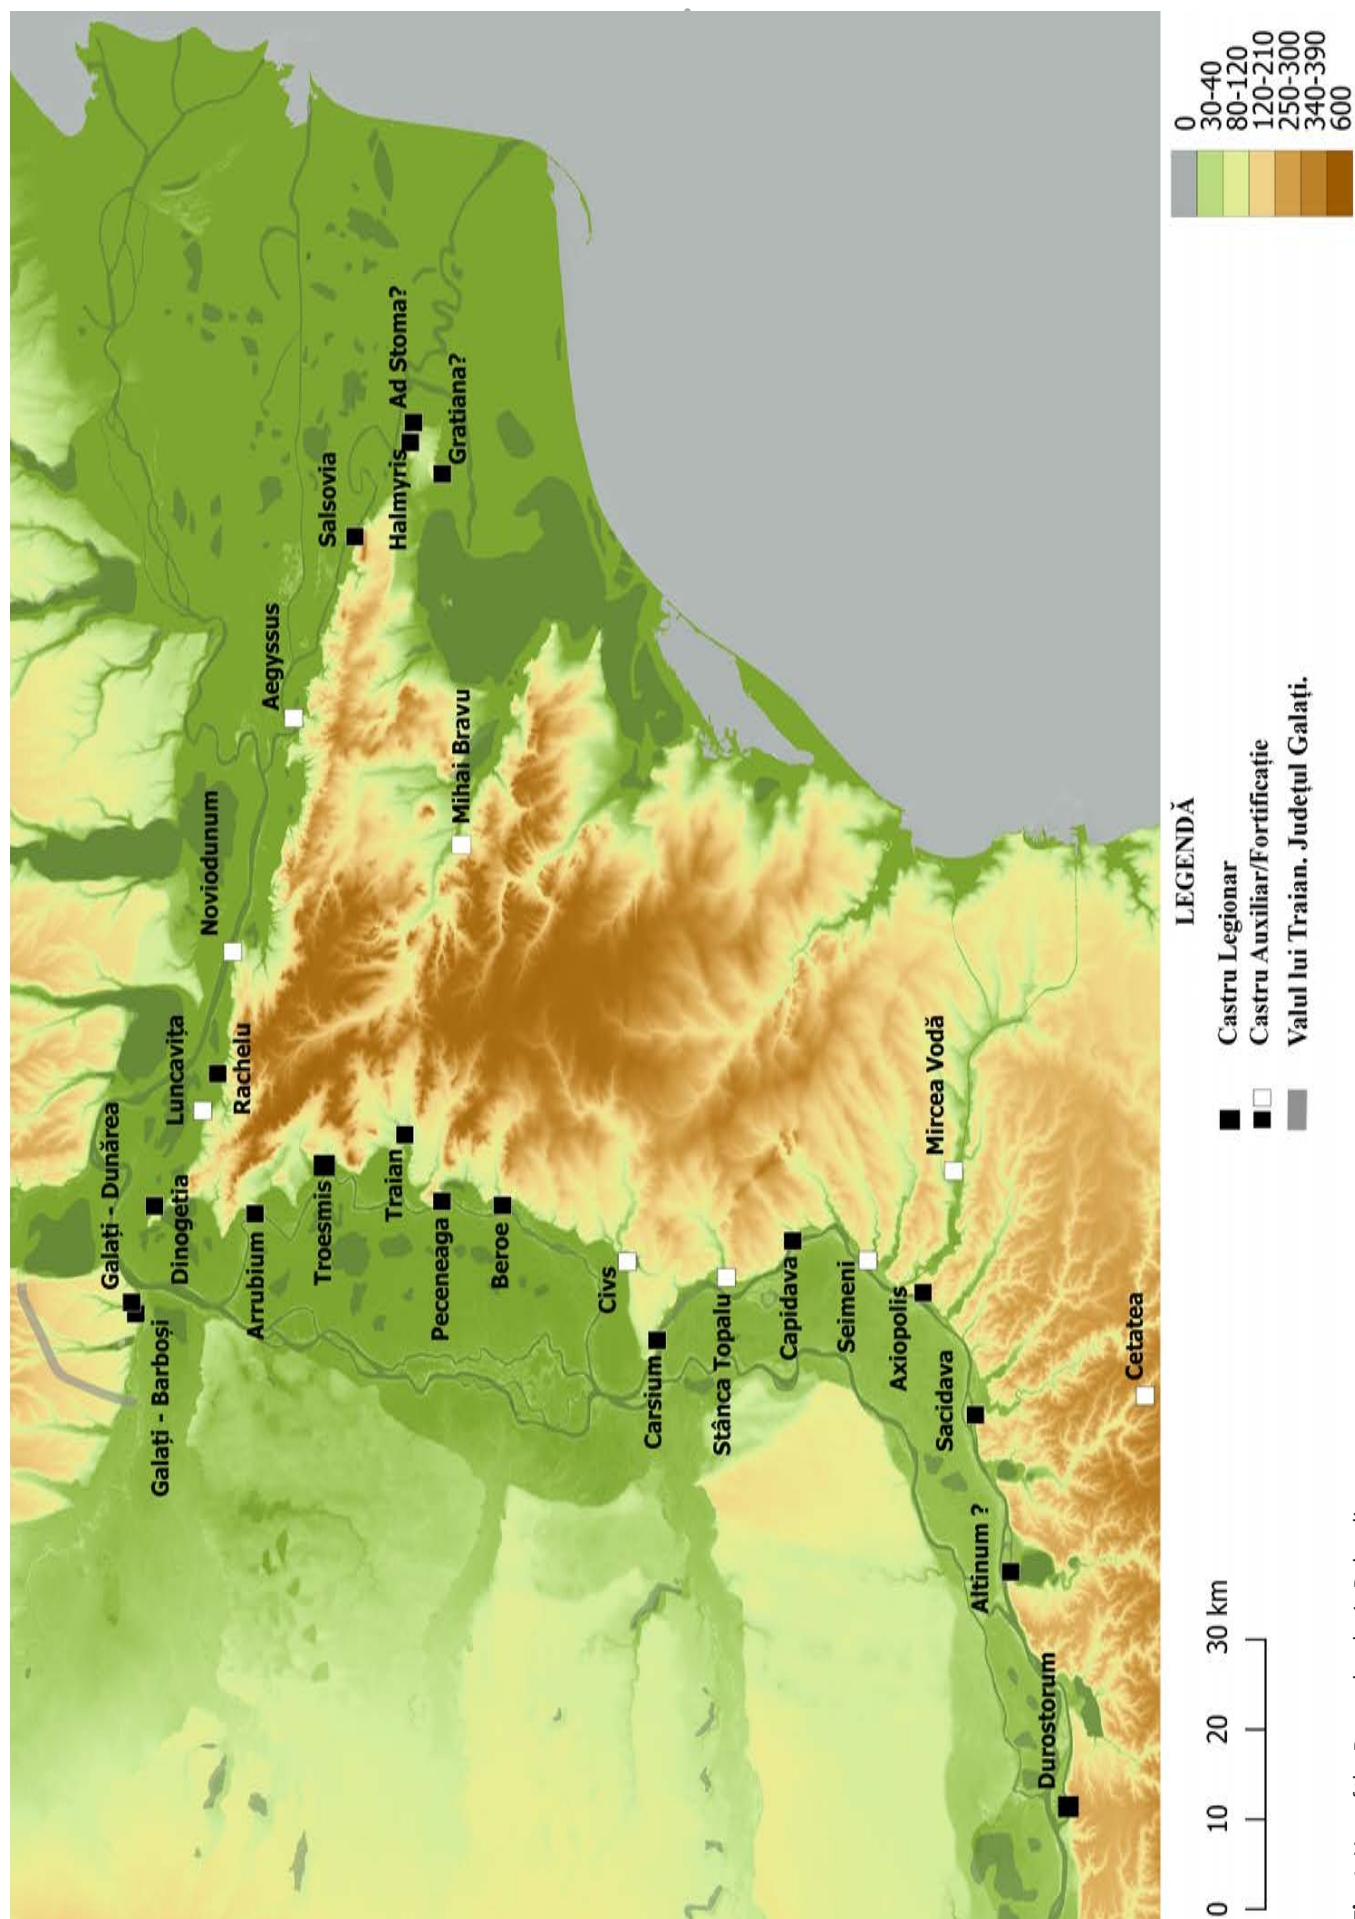 Galați - Dunărea
Galați - Barboși
Dinogetia
Luncavița
Rachelu
Noviodunum
Aegyssus
Salsovia
Halmyris
Ad Stoma?
Gratiana?
Mihai Bravu
Arrubium
Troesmis
Traian
Peceneaga
Beroe
Civs
Carsium
Stânca Topalu
Capidava
Seimeni
Axiopolis
Mircea Vodă
Sacidava
Cetatea
Altinum ?
Durostorum
0 10 20 30 km
LEGENDĂ
Castru Legionar
Castru Auxiliar/Fortificație
Valul lui Traian. Județul Galați.
0
30-40
80-120
120-210
250-300
340-390
600